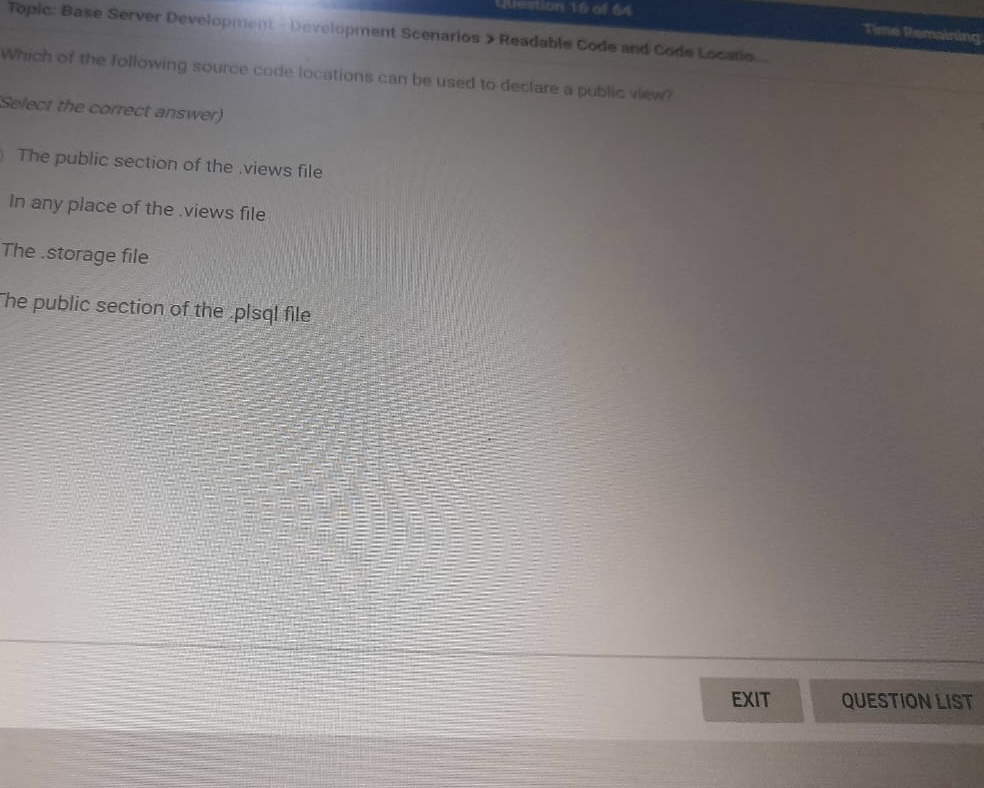 Question 16 of 64
Time Remaining
Topic: Base Server Development - Development Scenarios > Readable Code and Code Locatio...
Which of the following source code locations can be used to declare a public view?
Select the correct answer)
The public section of the .views file
In any place of the .views file
The .storage file
The public section of the .plsql file
EXIT
QUESTION LIST